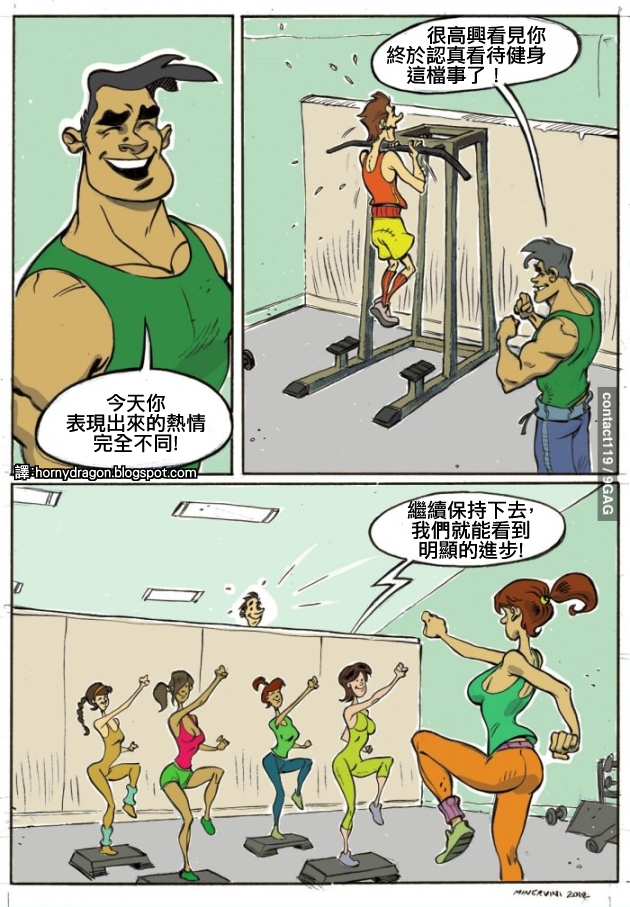 今天你
表現出來的熱情
完全不同!
譯:hornydragon.blogspot.com
很高興看見你
終於認真看待健身
這檔事了！
contact119 / 9GAG
繼續保持下去，
我們就能看到
明顯的進步!
MINERVINI 2012